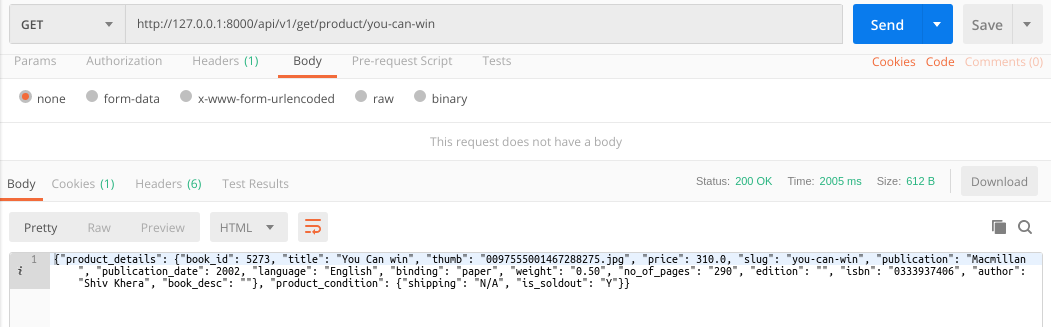 GET http://127.0.0.1:8000/api/v1/get/product/you-can-win Send Save
Params Authorization Headers (1) Body Pre-request Script Tests Cookies Code Comments (0)
none form-data x-www-form-urlencoded raw binary
This request does not have a body
Body Cookies (1) Headers (6) Test Results Status: 200 OK Time: 2005 ms Size: 612 B Download
Pretty Raw Preview HTML
1 {"product_details": {"book_id": 5273, "title": "You Can win", "thumb": "0097555001467288275.jpg", "price": 310.0, "slug": "you-can-win", "publication": "Macmillan
i ", "publication_date": 2002, "language": "English", "binding": "paper", "weight": "0.50", "no_of_pages": "290", "edition": "", "isbn": "0333937406", "author":
"Shiv Khera", "book_desc": ""}, "product_condition": {"shipping": "N/A", "is_soldout": "Y"}}